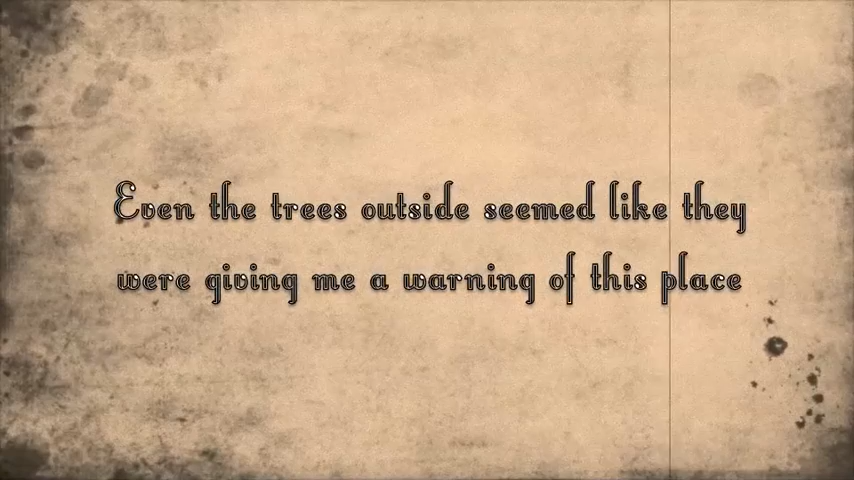 Even the trees outside seemed like they
were giving me a warning of this place